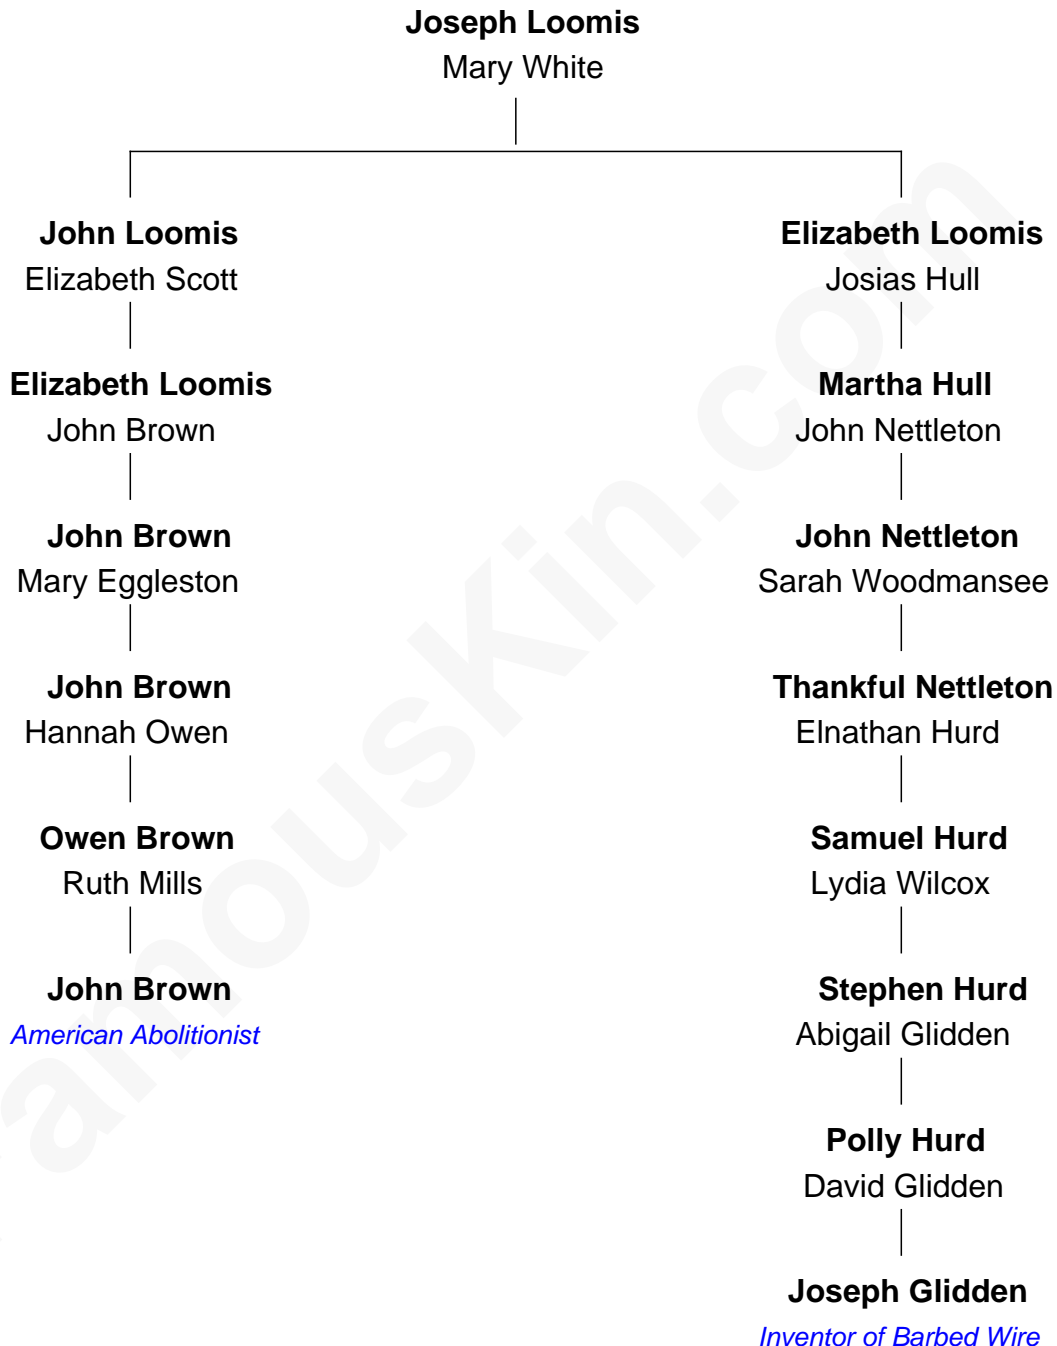 Joseph Loomis
Mary White
John Loomis
Elizabeth Scott
Elizabeth Loomis
John Brown
John Brown
Mary Eggleston
John Brown
Hannah Owen
Owen Brown
Ruth Mills
John Brown
American Abolitionist
Elizabeth Loomis
Josias Hull
Martha Hull
John Nettleton
John Nettleton
Sarah Woodmansee
Thankful Nettleton
Elnathan Hurd
Samuel Hurd
Lydia Wilcox
Stephen Hurd
Abigail Glidden
Polly Hurd
David Glidden
Joseph Glidden
Inventor of Barbed Wire
amousKin.com